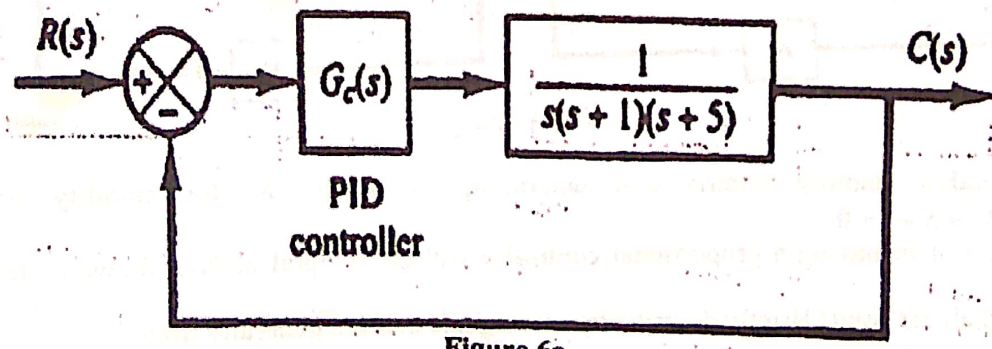 R(s)
+
−
G_c(s)
1
s(s + 1)(s + 5)
C(s)
PID
controller
Figure 6a